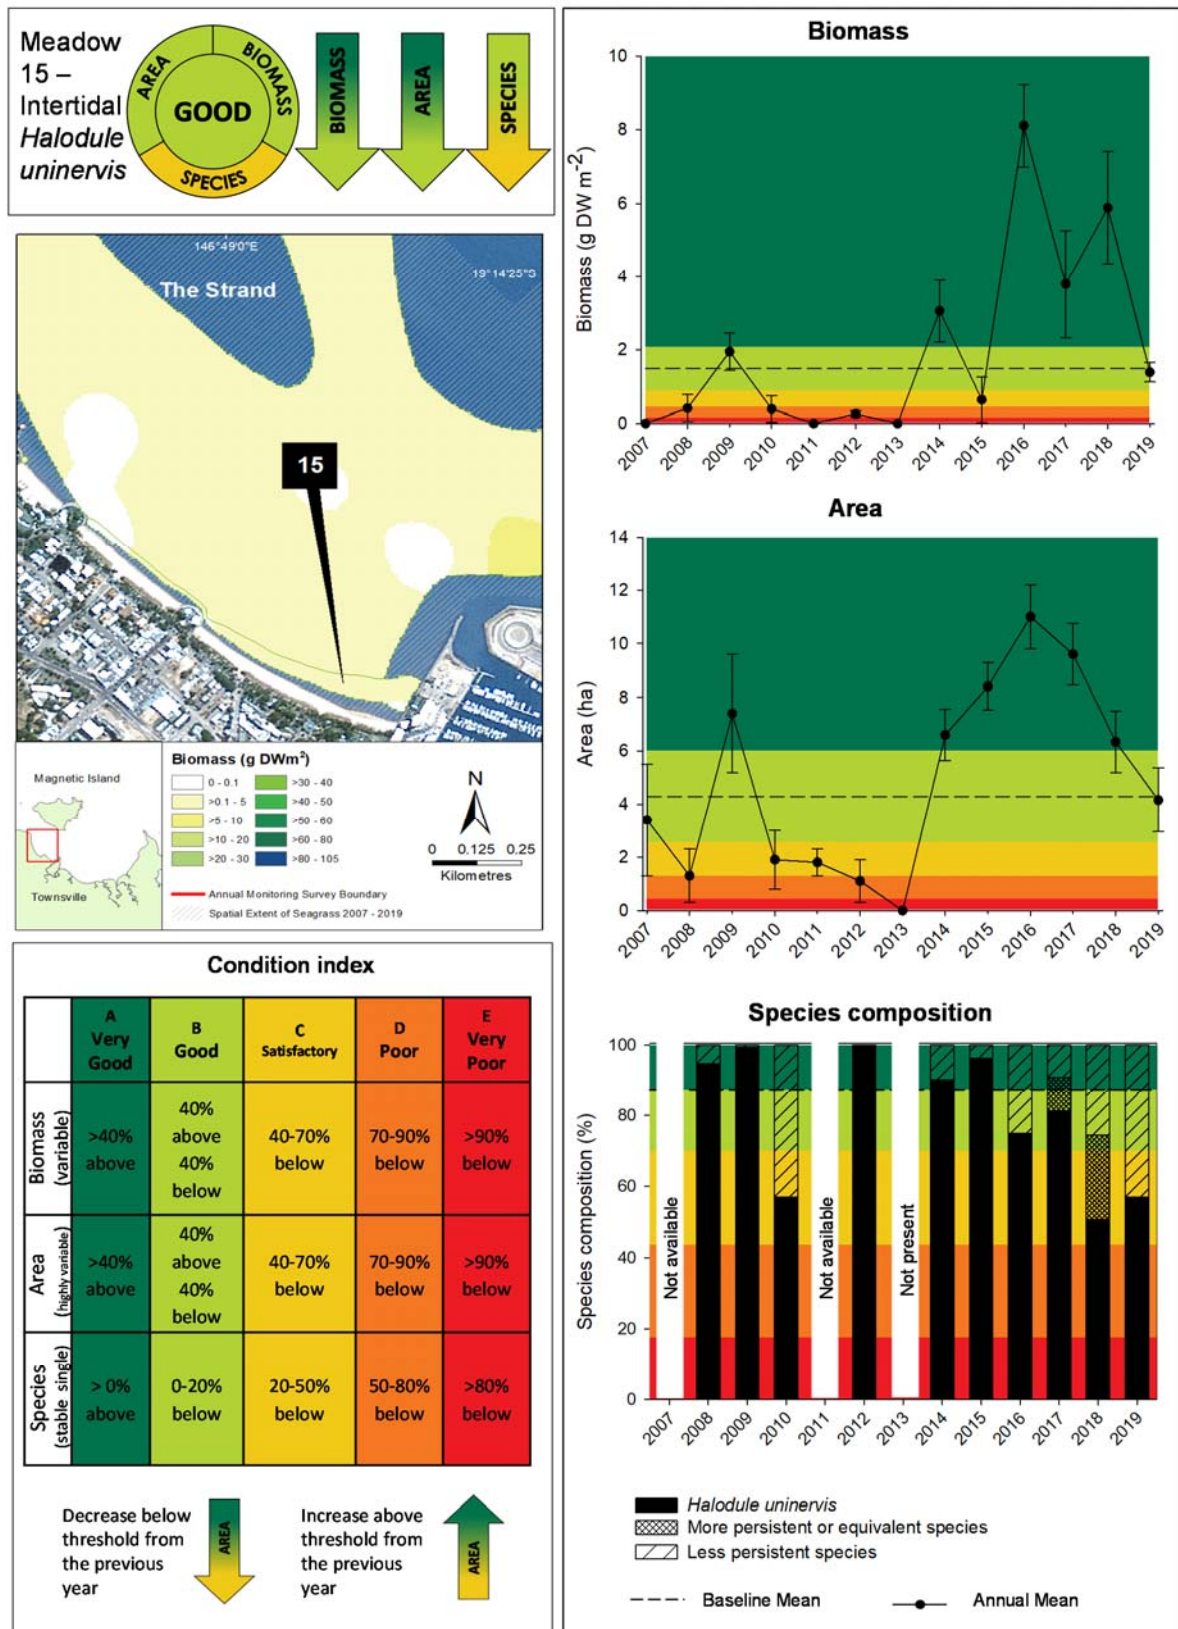 Meadow
15 –
Intertidal
Halodule
uninervis
AREA
BIOMASS
GOOD
SPECIES
BIOMASS
AREA
SPECIES
146°49'0"E
19°14'25"S
The Strand
15
Magnetic Island
Townsville
Biomass (g DWm²)
0 - 0.1
>30 - 40
>0.1 - 5
>40 - 50
>5 - 10
>50 - 60
>10 - 20
>60 - 80
>20 - 30
>80 - 105
Annual Monitoring Survey Boundary
Spatial Extent of Seagrass 2007 - 2019
N
0 0.125 0.25
Kilometres
Condition index
A
Very
Good
B
Good
C
Satisfactory
D
Poor
E
Very
Poor
Biomass
(variable)
>40%
above
40%
above
40%
below
40-70%
below
70-90%
below
>90%
below
Area
(highly variable)
>40%
above
40%
above
40%
below
40-70%
below
70-90%
below
>90%
below
Species
(stable single)
> 0%
above
0-20%
below
20-50%
below
50-80%
below
>80%
below
Decrease below
threshold from
the previous
year
AREA
Increase above
threshold from
the previous
year
AREA
Biomass
Biomass (g DW m⁻²)
10
8
6
4
2
0
2007 2008 2009 2010 2011 2012 2013 2014 2015 2016 2017 2018 2019
Area
Area (ha)
14
12
10
8
6
4
2
0
2007 2008 2009 2010 2011 2012 2013 2014 2015 2016 2017 2018 2019
Species composition
Species composition (%)
100
80
60
40
20
0
Not available
Not available
Not present
2007 2008 2009 2010 2011 2012 2013 2014 2015 2016 2017 2018 2019
Halodule uninervis
More persistent or equivalent species
Less persistent species
Baseline Mean
Annual Mean